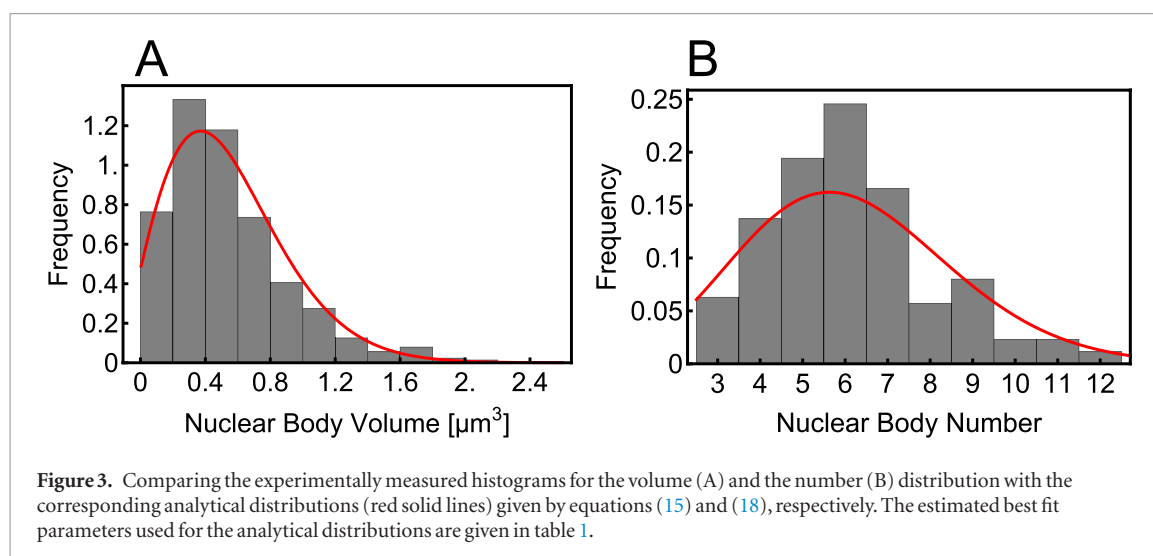 A
B
Frequency
1.2
1.
0.8
0.6
0.4
0.2
0
0 0.4 0.8 1.2 1.6 2. 2.4
Nuclear Body Volume [µm³]
Frequency
0.25
0.2
0.15
0.1
0.05
0
3 4 5 6 7 8 9 10 11 12
Nuclear Body Number
Figure 3. Comparing the experimentally measured histograms for the volume (A) and the number (B) distribution with the
corresponding analytical distributions (red solid lines) given by equations (15) and (18), respectively. The estimated best fit
parameters used for the analytical distributions are given in table 1.